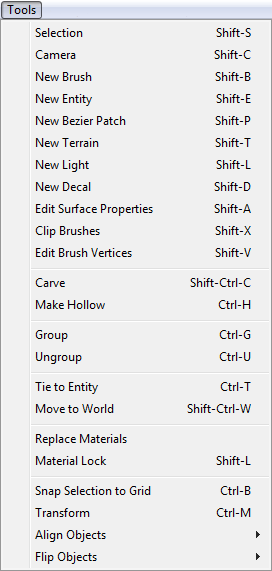 Tools
Selection Shift-S
Camera Shift-C
New Brush Shift-B
New Entity Shift-E
New Bezier Patch Shift-P
New Terrain Shift-T
New Light Shift-L
New Decal Shift-D
Edit Surface Properties Shift-A
Clip Brushes Shift-X
Edit Brush Vertices Shift-V
Carve Shift-Ctrl-C
Make Hollow Ctrl-H
Group Ctrl-G
Ungroup Ctrl-U
Tie to Entity Ctrl-T
Move to World Shift-Ctrl-W
Replace Materials
Material Lock Shift-L
Snap Selection to Grid Ctrl-B
Transform Ctrl-M
Align Objects
Flip Objects